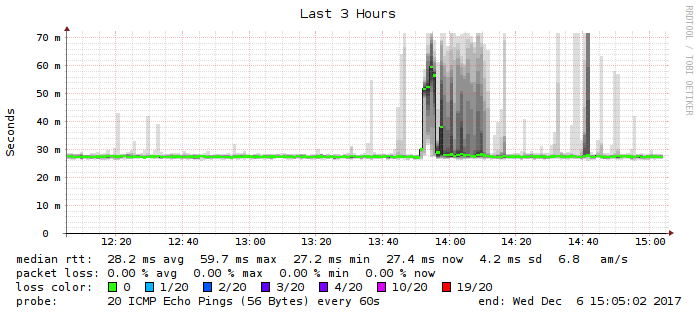 Last 3 Hours
RRDTOOL / TOBI OETIKER
Seconds
70 m
60 m
50 m
40 m
30 m
20 m
10 m
0
12:20 12:40 13:00 13:20 13:40 14:00 14:20 14:40 15:00
median rtt: 28.2 ms avg 59.7 ms max 27.2 ms min 27.4 ms now 4.2 ms sd 6.8 am/s
packet loss: 0.00 % avg 0.00 % max 0.00 % min 0.00 % now
loss color: 0 1/20 2/20 3/20 4/20 10/20 19/20
probe: 20 ICMP Echo Pings (56 Bytes) every 60s end: Wed Dec 6 15:05:02 2017